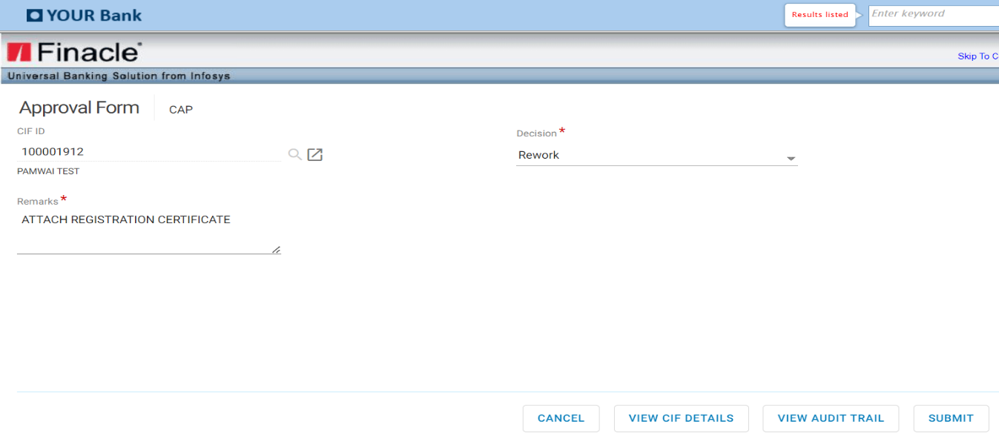 YOUR Bank
Results listed
Enter keyword
Finacle
Skip To C
Universal Banking Solution from Infosys
Approval Form
CAP
CIF ID
100001912
PAMWAI TEST
Decision *
Rework
Remarks *
ATTACH REGISTRATION CERTIFICATE
CANCEL
VIEW CIF DETAILS
VIEW AUDIT TRAIL
SUBMIT